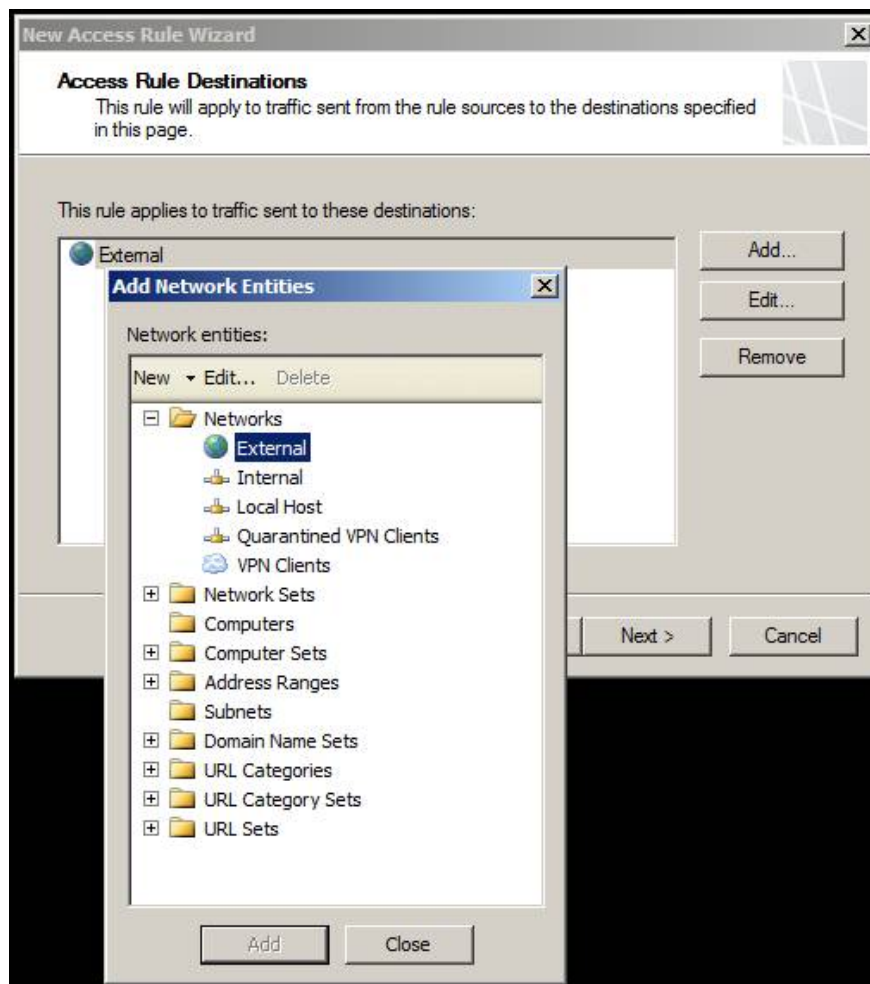 New Access Rule Wizard
Access Rule Destinations
This rule will apply to traffic sent from the rule sources to the destinations specified
in this page.
This rule applies to traffic sent to these destinations:
External
Add...
Edit...
Remove
Add Network Entities
Network entities:
New Edit... Delete
Networks
External
Internal
Local Host
Quarantined VPN Clients
VPN Clients
Network Sets
Computers
Computer Sets
Address Ranges
Subnets
Domain Name Sets
URL Categories
URL Category Sets
URL Sets
Next > Cancel
Add Close